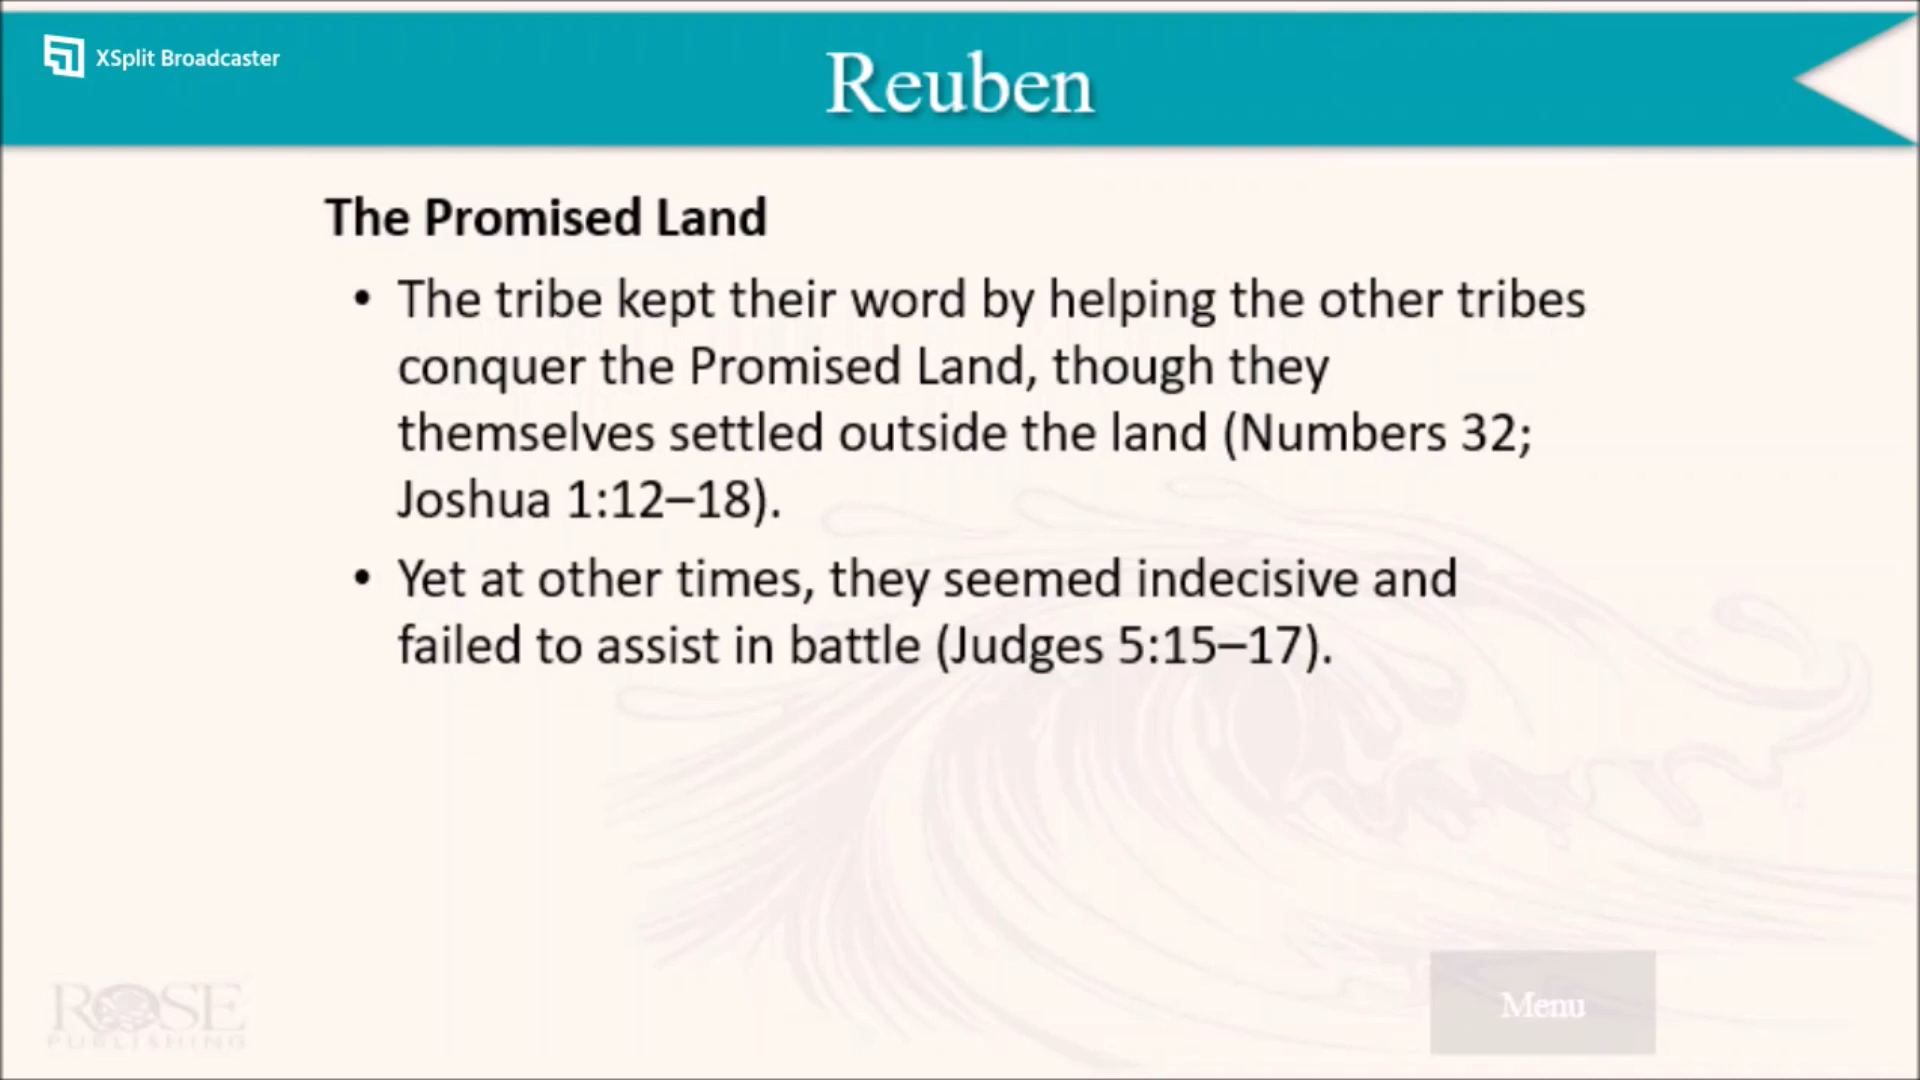 XSplit Broadcaster
Reuben
The Promised Land
• The tribe kept their word by helping the other tribes
conquer the Promised Land, though they
themselves settled outside the land (Numbers 32;
Joshua 1:12–18).
• Yet at other times, they seemed indecisive and
failed to assist in battle (Judges 5:15–17).
ROSE
PUBLISHING
Menu